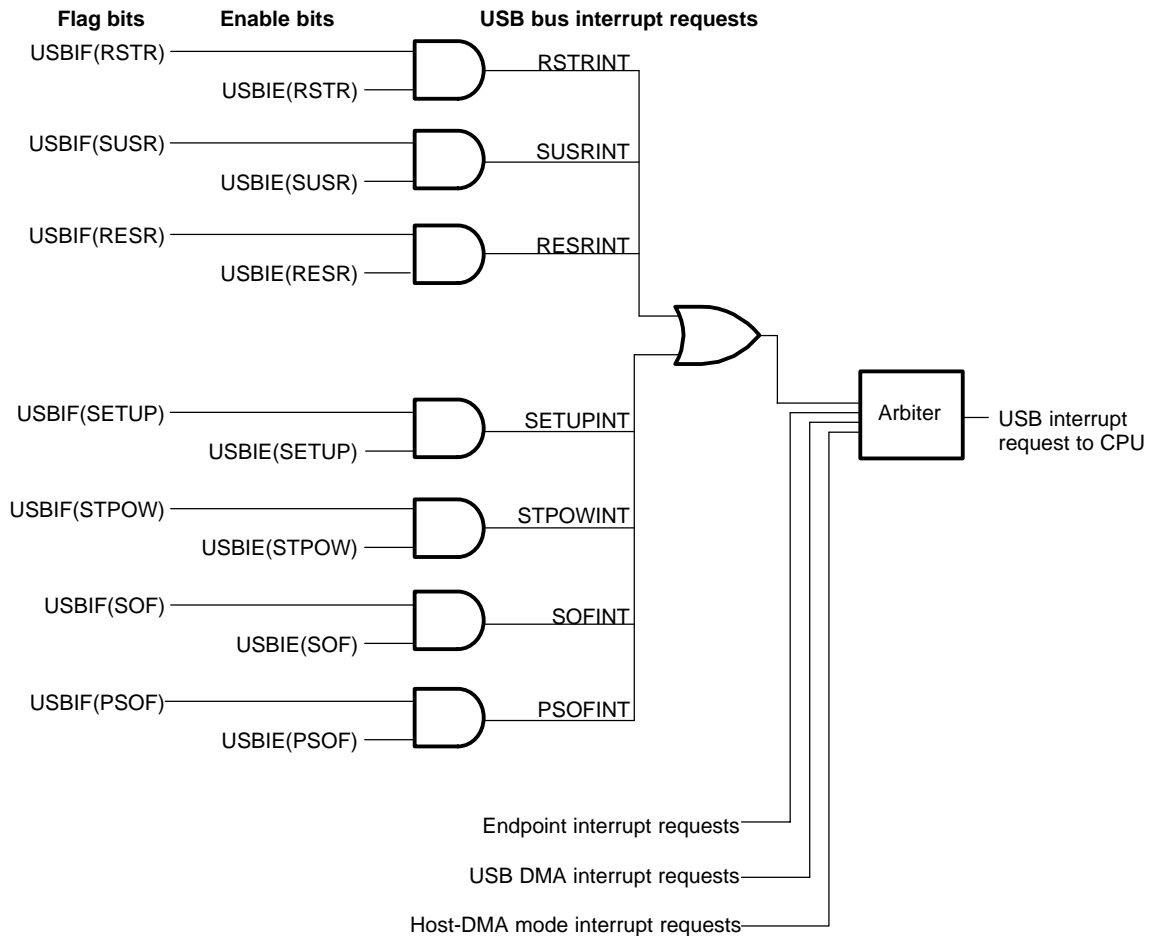 Flag bits
Enable bits
USB bus interrupt requests
USBIF(RSTR)
USBIE(RSTR)
RSTRINT
USBIF(SUSR)
USBIE(SUSR)
SUSRINT
USBIF(RESR)
USBIE(RESR)
RESRINT
USBIF(SETUP)
USBIE(SETUP)
SETUPINT
USBIF(STPOW)
USBIE(STPOW)
STPOWINT
USBIF(SOF)
USBIE(SOF)
SOFINT
USBIF(PSOF)
USBIE(PSOF)
PSOFINT
Arbiter
USB interrupt
request to CPU
Endpoint interrupt requests
USB DMA interrupt requests
Host-DMA mode interrupt requests